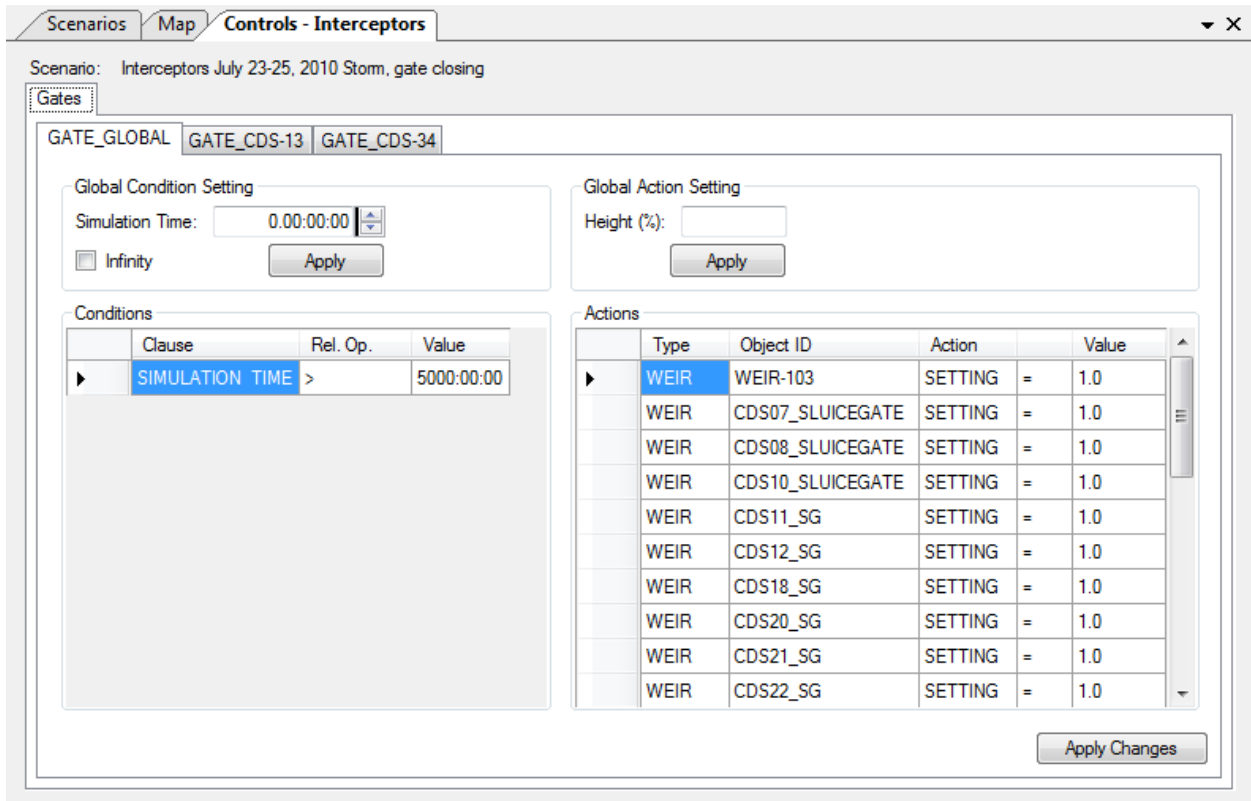 Scenarios Map Controls - Interceptors
Scenario: Interceptors July 23-25, 2010 Storm, gate closing
Gates
GATE_GLOBAL GATE_CDS-13 GATE_CDS-34
Global Condition Setting
Simulation Time: 0.00:00:00
Infinity Apply
Global Action Setting
Height (%):
Apply
Conditions
Clause Rel. Op. Value
SIMULATION TIME > 5000:00:00
Actions
Type Object ID Action Value
WEIR WEIR-103 SETTING = 1.0
WEIR CDS07_SLUICEGATE SETTING = 1.0
WEIR CDS08_SLUICEGATE SETTING = 1.0
WEIR CDS10_SLUICEGATE SETTING = 1.0
WEIR CDS11_SG SETTING = 1.0
WEIR CDS12_SG SETTING = 1.0
WEIR CDS18_SG SETTING = 1.0
WEIR CDS20_SG SETTING = 1.0
WEIR CDS21_SG SETTING = 1.0
WEIR CDS22_SG SETTING = 1.0
Apply Changes